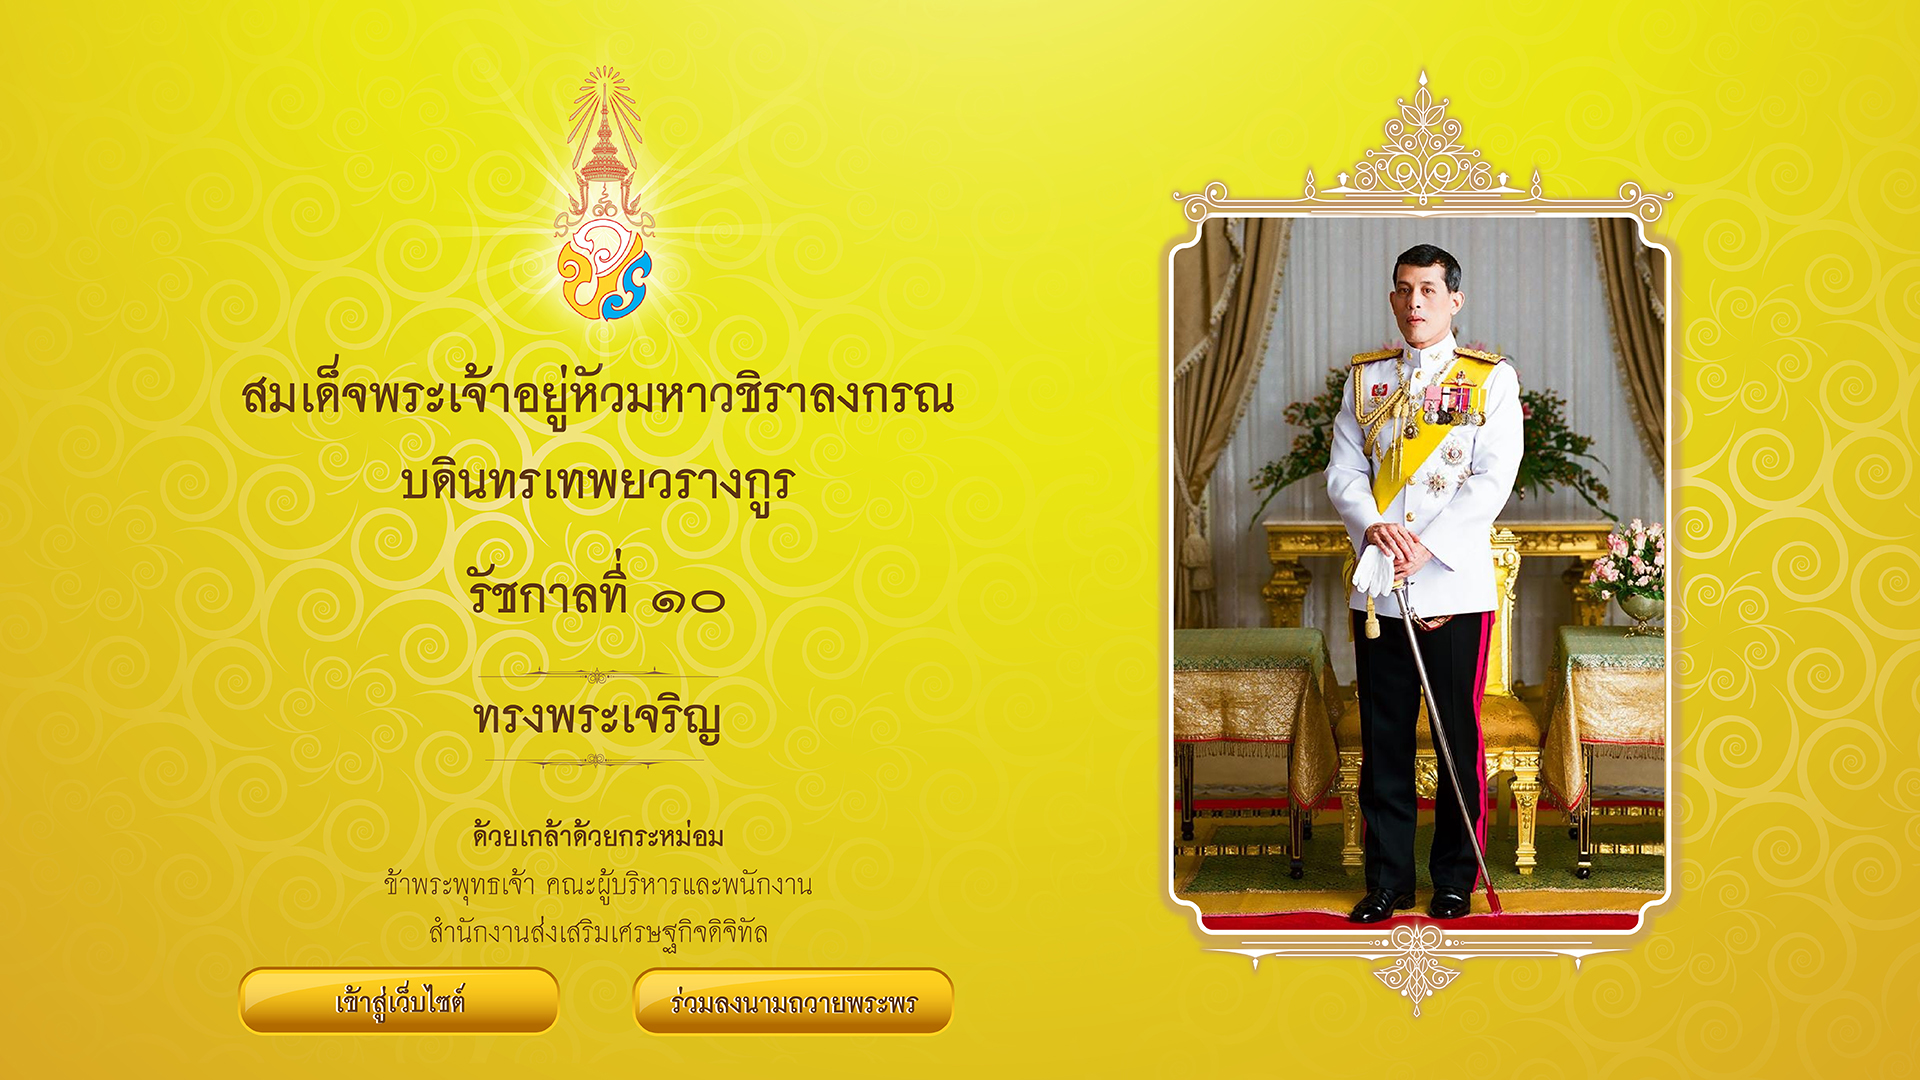 สมเด็จพระเจ้าอยู่หัวมหาวชิราลงกรณ
บดินทรเทพยวรางกูร
รัชกาลที่ ๑๐
ทรงพระเจริญ
ด้วยเกล้าด้วยกระหม่อม
ข้าพระพุทธเจ้า คณะผู้บริหารและพนักงาน
สำนักงานส่งเสริมเศรษฐกิจดิจิทัล
เข้าสู่เว็บไซต์
ร่วมลงนามถวายพระพร